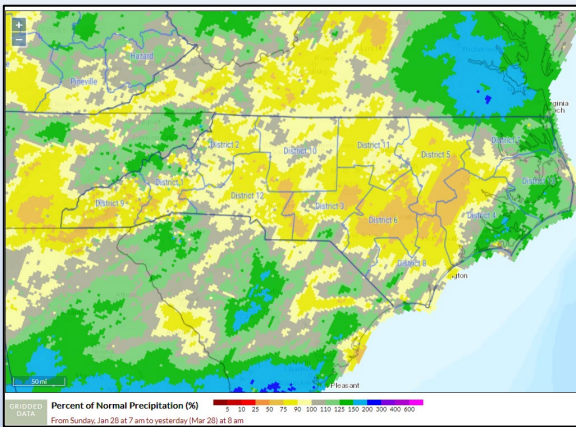 +
−
Hazard
Pineville
Virginia
District 2
District 10
District 11
District 5
District 1
District 12
District 9
District 3
District 6
District 4
District 8
gton
Pleasant
50 mi
GRIDDED
DATA
Percent of Normal Precipitation (%)
5 10 25 50 75 90 100 110 125 150 200 300 400 600
From Sunday, Jan 28 at 7 am to yesterday (Mar 28) at 8 am